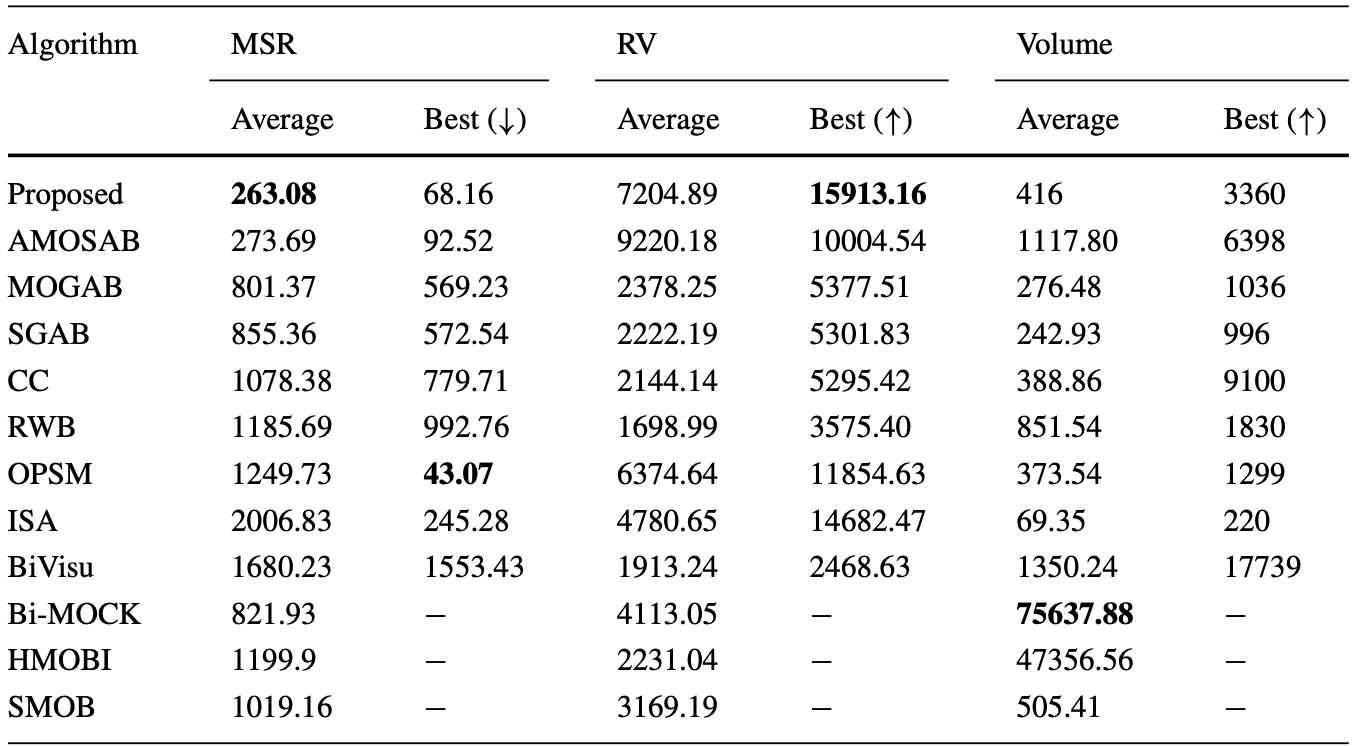 Algorithm MSR RV Volume
Average Best (↓) Average Best (↑) Average Best (↑)
Proposed 263.08 68.16 7204.89 15913.16 416 3360
AMOSAB 273.69 92.52 9220.18 10004.54 1117.80 6398
MOGAB 801.37 569.23 2378.25 5377.51 276.48 1036
SGAB 855.36 572.54 2222.19 5301.83 242.93 996
CC 1078.38 779.71 2144.14 5295.42 388.86 9100
RWB 1185.69 992.76 1698.99 3575.40 851.54 1830
OPSM 1249.73 43.07 6374.64 11854.63 373.54 1299
ISA 2006.83 245.28 4780.65 14682.47 69.35 220
BiVisu 1680.23 1553.43 1913.24 2468.63 1350.24 17739
Bi-MOCK 821.93 – 4113.05 – 75637.88 –
HMOBI 1199.9 – 2231.04 – 47356.56 –
SMOB 1019.16 – 3169.19 – 505.41 –